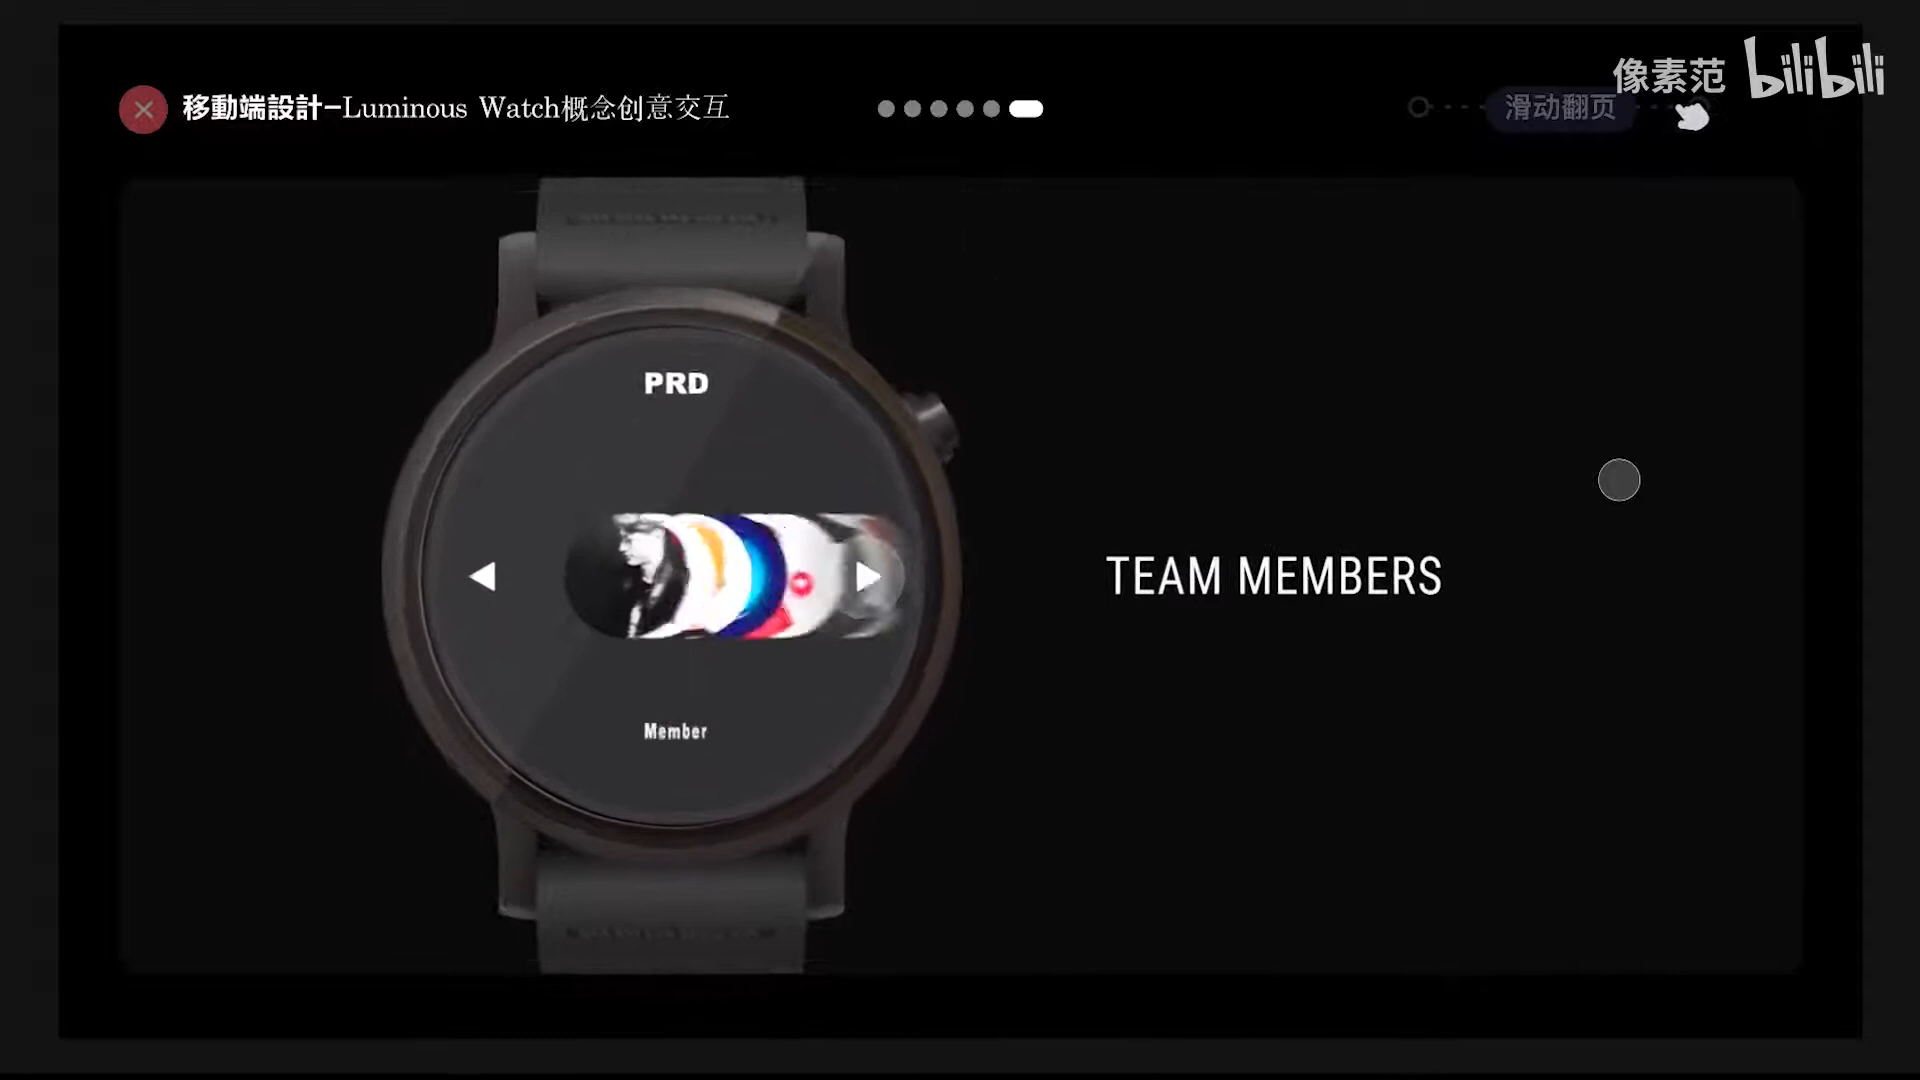 像素范 bilibili
移動端設計-Luminous Watch概念创意交互
滑动翻页
PRD
TEAM MEMBERS
Member